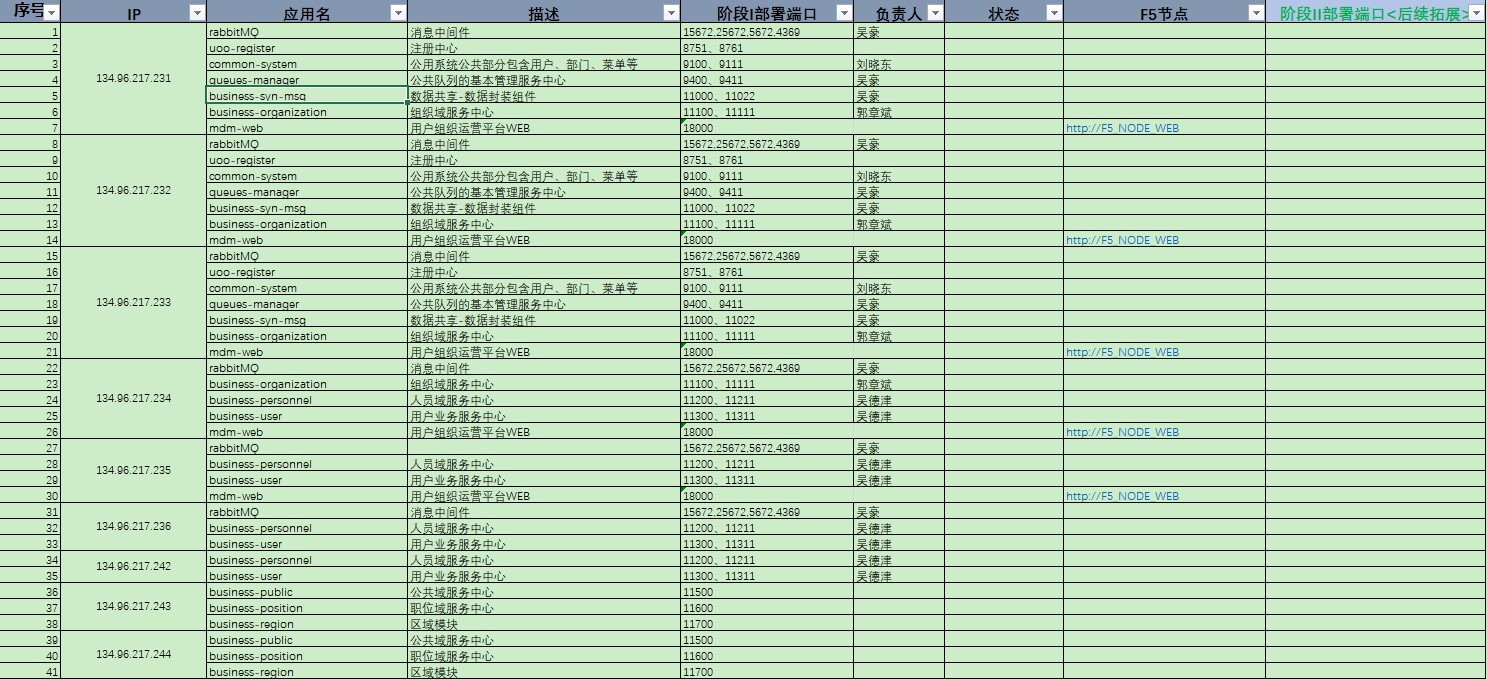 序号 IP 应用名 描述 阶段I部署端口 负责人 状态 F5节点 阶段II部署端口<后续拓展>
1 134.96.217.231 rabbitMQ 消息中间件 15672,25672,5672,4369 吴豪
2 uoo-register 注册中心 8751、8761
3 common-system 公用系统公共部分包含用户、部门、菜单等 9100、9111 刘晓东
4 queues-manager 公共队列的基本管理服务中心 9400、9411 吴豪
5 business-syn-msg 数据共享-数据封装组件 11000、11022 吴豪
6 business-organization 组织域服务中心 11100、11111 郭章斌
7 mdm-web 用户组织运营平台WEB 18000 http://F5_NODE_WEB
8 134.96.217.232 rabbitMQ 消息中间件 15672,25672,5672,4369 吴豪
9 uoo-register 注册中心 8751、8761
10 common-system 公用系统公共部分包含用户、部门、菜单等 9100、9111 刘晓东
11 queues-manager 公共队列的基本管理服务中心 9400、9411 吴豪
12 business-syn-msg 数据共享-数据封装组件 11000、11022 吴豪
13 business-organization 组织域服务中心 11100、11111 郭章斌
14 mdm-web 用户组织运营平台WEB 18000 http://F5_NODE_WEB
15 134.96.217.233 rabbitMQ 消息中间件 15672,25672,5672,4369 吴豪
16 uoo-register 注册中心 8751、8761
17 common-system 公用系统公共部分包含用户、部门、菜单等 9100、9111 刘晓东
18 queues-manager 公共队列的基本管理服务中心 9400、9411 吴豪
19 business-syn-msg 数据共享-数据封装组件 11000、11022 吴豪
20 business-organization 组织域服务中心 11100、11111 郭章斌
21 mdm-web 用户组织运营平台WEB 18000 http://F5_NODE_WEB
22 134.96.217.234 rabbitMQ 消息中间件 15672,25672,5672,4369 吴豪
23 business-organization 组织域服务中心 11100、11111 郭章斌
24 business-personnel 人员域服务中心 11200、11211 吴德津
25 business-user 用户业务服务中心 11300、11311 吴德津
26 mdm-web 用户组织运营平台WEB 18000 http://F5_NODE_WEB
27 134.96.217.235 rabbitMQ 15672,25672,5672,4369 吴豪
28 business-personnel 人员域服务中心 11200、11211 吴德津
29 business-user 用户业务服务中心 11300、11311 吴德津
30 mdm-web 用户组织运营平台WEB 18000 http://F5_NODE_WEB
31 134.96.217.236 rabbitMQ 消息中间件 15672,25672,5672,4369 吴豪
32 business-personnel 人员域服务中心 11200、11211 吴德津
33 business-user 用户业务服务中心 11300、11311 吴德津
34 134.96.217.242 business-personnel 人员域服务中心 11200、11211 吴德津
35 business-user 用户业务服务中心 11300、11311 吴德津
36 134.96.217.243 business-public 公共域服务中心 11500
37 business-position 职位域服务中心 11600
38 business-region 区域模块 11700
39 134.96.217.244 business-public 公共域服务中心 11500
40 business-position 职位域服务中心 11600
41 business-region 区域模块 11700